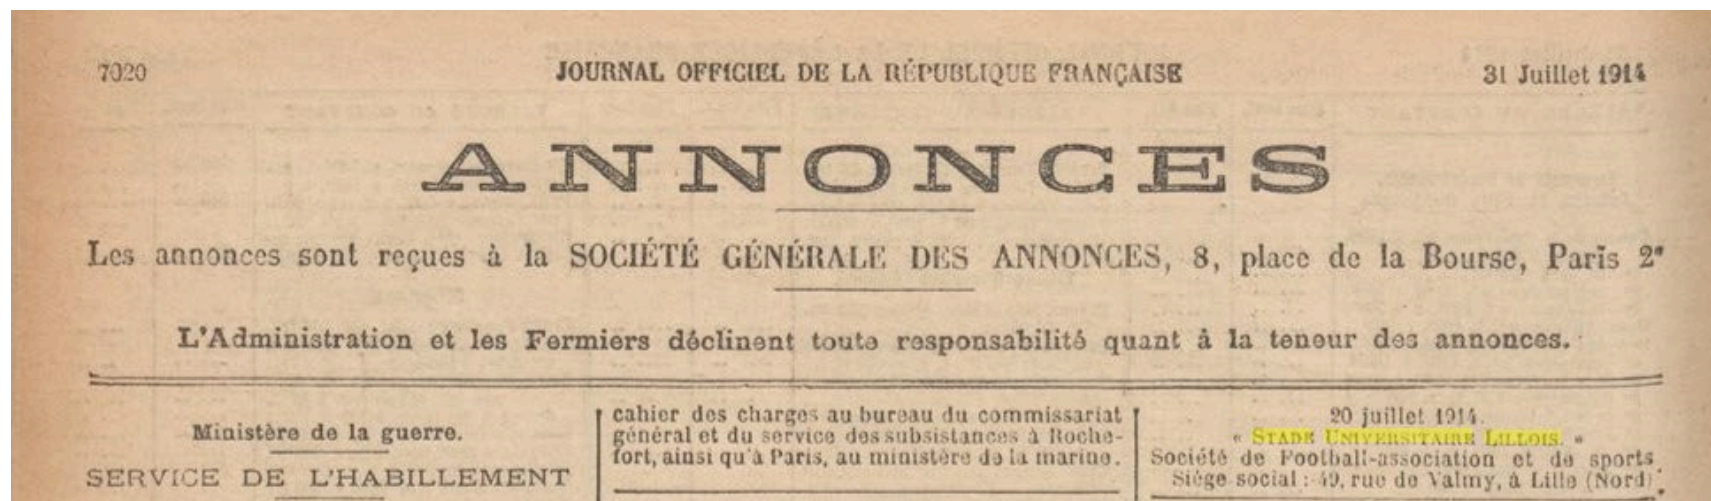 7020
JOURNAL OFFICIEL DE LA RÉPUBLIQUE FRANÇAISE
31 Juillet 1914
ANNONCES
Les annonces sont reçues à la SOCIÉTÉ GÉNÉRALE DES ANNONCES, 8, place de la Bourse, Paris 2e
L'Administration et les Fermiers déclinent toute responsabilité quant à la teneur des annonces.
Ministère de la guerre.
SERVICE DE L'HABILLEMENT
cahier des charges au bureau du commissariat
général et du service des subsistances à Roche-
fort, ainsi qu'à Paris, au ministère de la marine.
20 juillet 1914.
« STADE UNIVERSITAIRE LILLOIS. »
Société de Football-association et de sports.
Siège social : 49, rue de Valmy, à Lille (Nord).